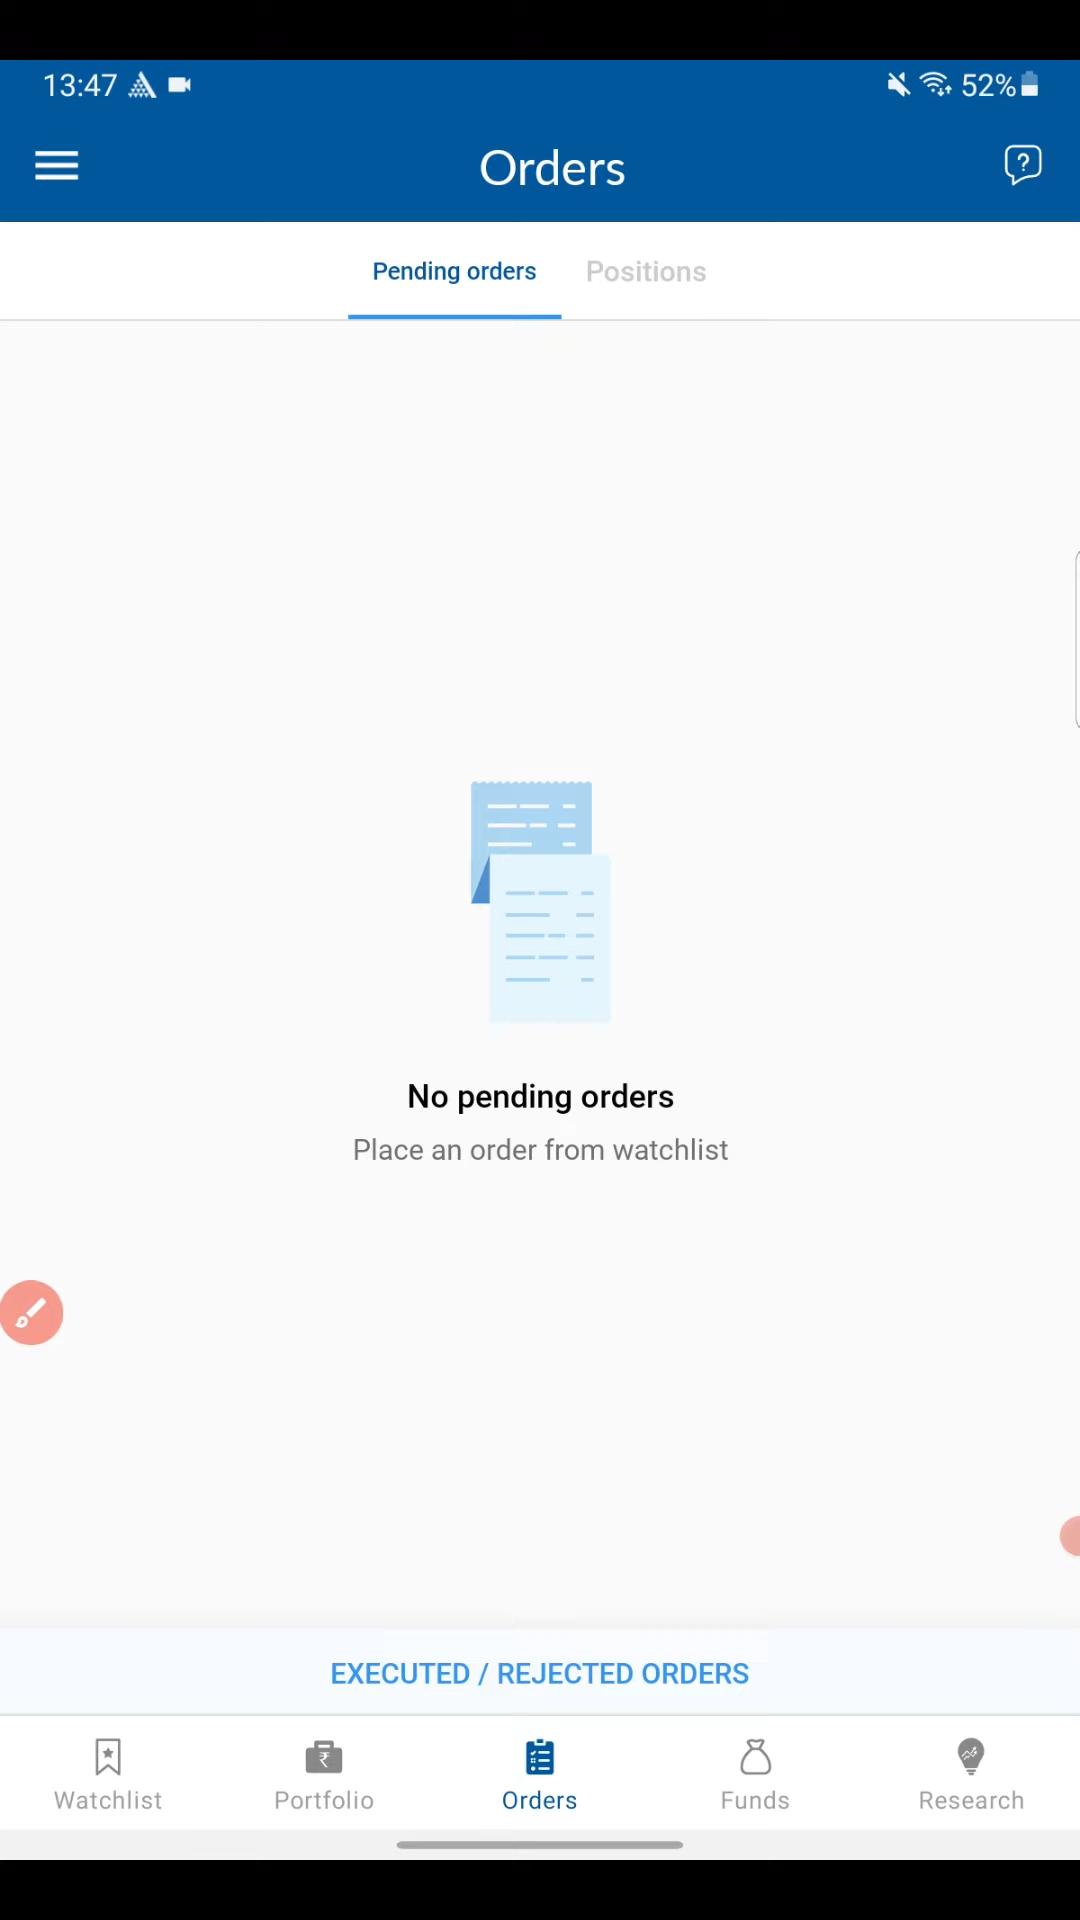 13:47
52%
Orders
Pending orders
Positions
No pending orders
Place an order from watchlist
EXECUTED / REJECTED ORDERS
Watchlist
Portfolio
Orders
Funds
Research